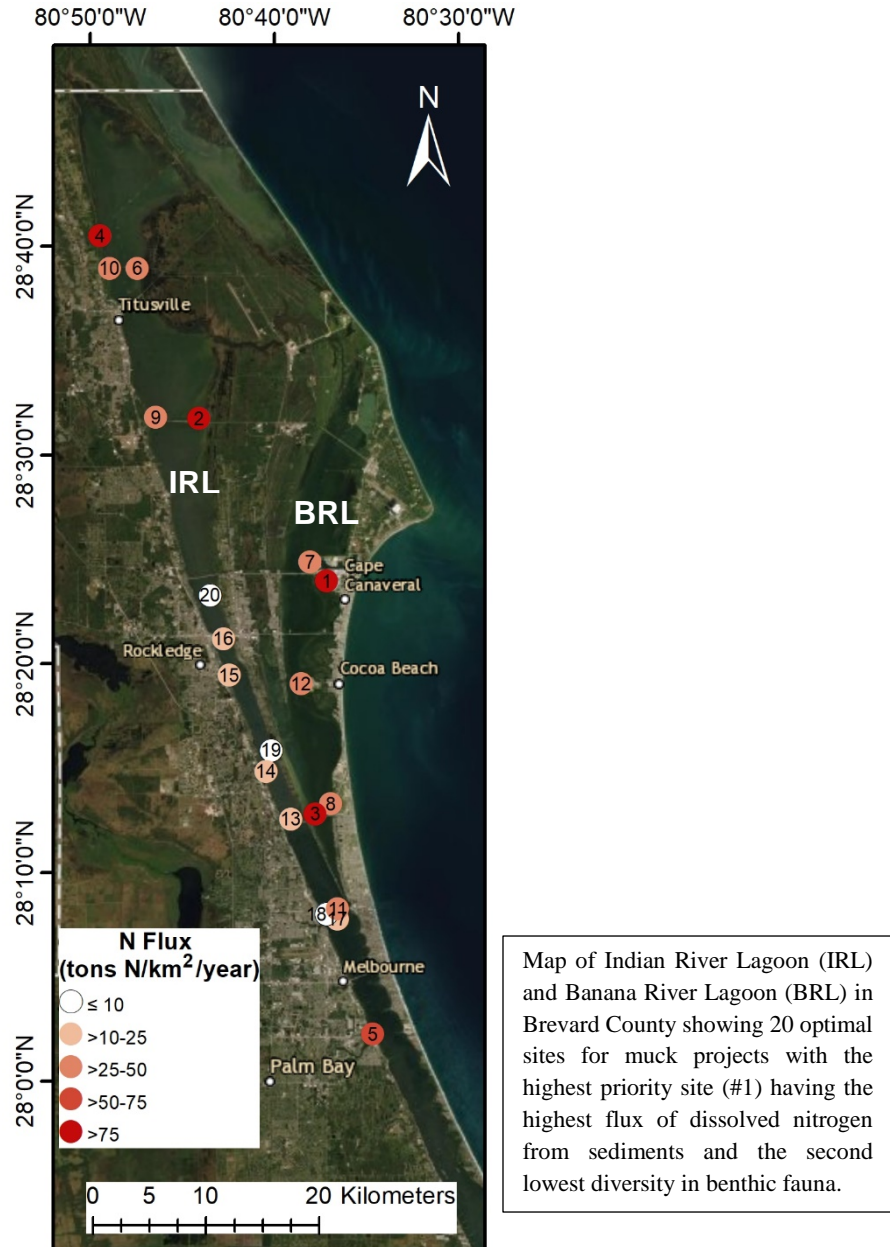 80°50'0"W 80°40'0"W 80°30'0"W
N
28°40'0"N
4
10 6
Titusville
9 2
28°30'0"N
IRL
BRL
7
1
Cape
Canaveral
20
16
Rockledge
15
28°20'0"N
12
Cocoa Beach
19
14
8
3
13
28°10'0"N
11
18
17
N Flux
(tons N/km²/year)
≤ 10
>10-25
>25-50
>50-75
>75
Melbourne
5
Palm Bay
28°0'0"N
0 5 10 20 Kilometers
Map of Indian River Lagoon (IRL)
and Banana River Lagoon (BRL) in
Brevard County showing 20 optimal
sites for muck projects with the
highest priority site (#1) having the
highest flux of dissolved nitrogen
from sediments and the second
lowest diversity in benthic fauna.